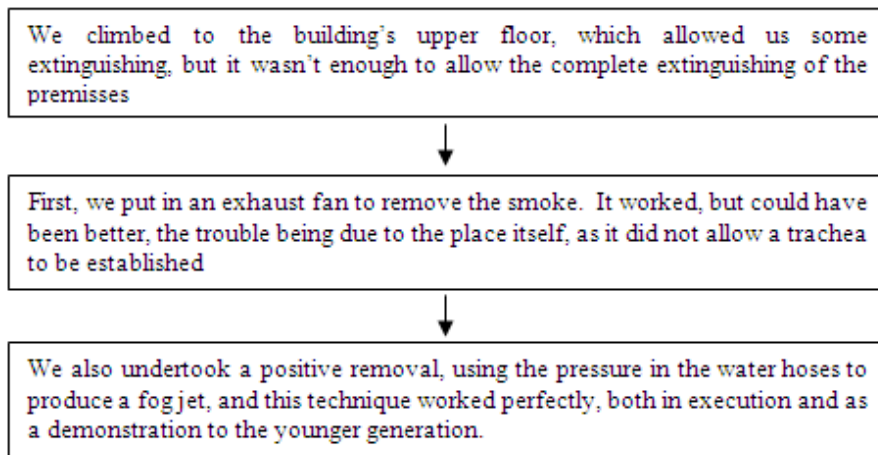 We climbed to the building's upper floor, which allowed us some
extinguishing, but it wasn't enough to allow the complete extinguishing of the
premisses
First, we put in an exhaust fan to remove the smoke. It worked, but could have
been better, the trouble being due to the place itself, as it did not allow a trachea
to be established
We also undertook a positive removal, using the pressure in the water hoses to
produce a fog jet, and this technique worked perfectly, both in execution and as
a demonstration to the younger generation.